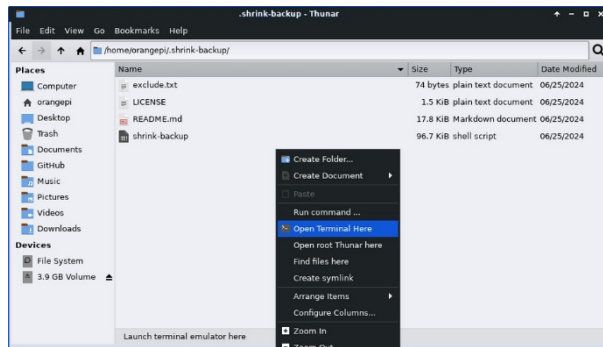 .shrink-backup - Thunar
File Edit View Go Bookmarks Help
/home/orangepi/.shrink-backup/
Places
Computer
orangepi
Desktop
Trash
Documents
GitHub
Music
Pictures
Videos
Downloads
Devices
File System
3.9 GB Volume
Name Size Type Date Modified
exclude.txt 74 bytes plain text document 06/25/2024
LICENSE 1.5 KiB plain text document 06/25/2024
README.md 17.8 KiB Markdown document 06/25/2024
shrink-backup 96.7 KiB shell script 06/25/2024
Create Folder...
Create Document
Paste
Run command ...
Open Terminal Here
Open root Thunar here
Find files here
Create symlink
Arrange Items
Configure Columns...
Zoom In
Zoom Out
Launch terminal emulator here